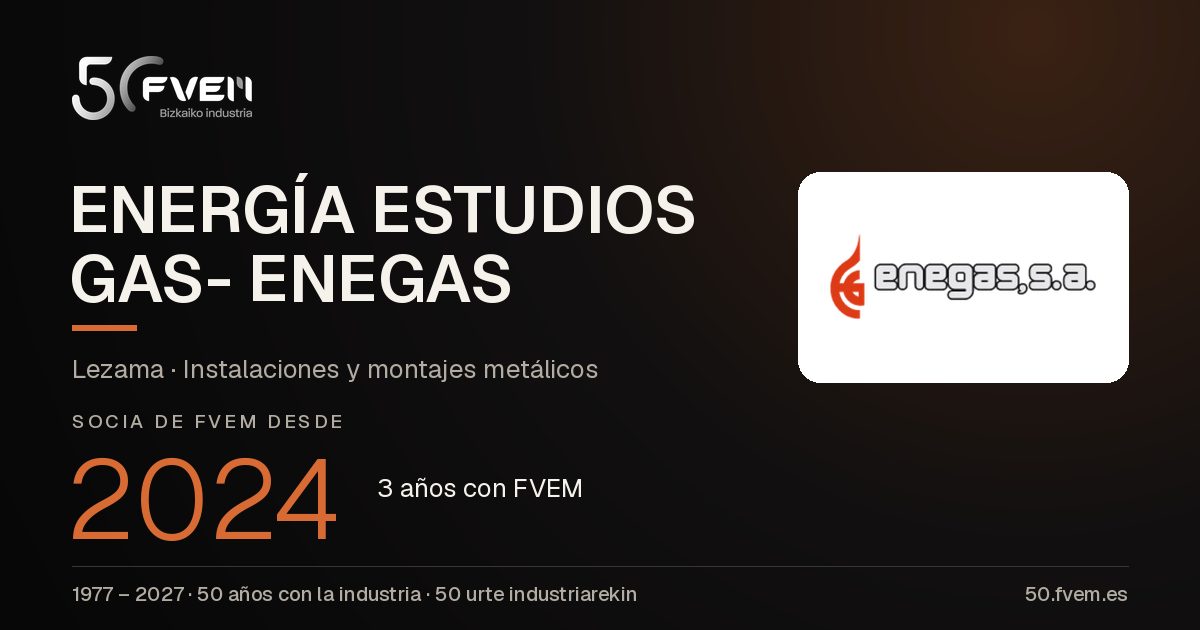 50 FVEM
Bizkaiko industria
ENERGÍA ESTUDIOS
GAS- ENEGAS
enegas,s.a.
Lezama · Instalaciones y montajes metálicos
SOCIA DE FVEM DESDE
2024
3 años con FVEM
1977 – 2027 · 50 años con la industria · 50 urte industriarekin
50.fvem.es